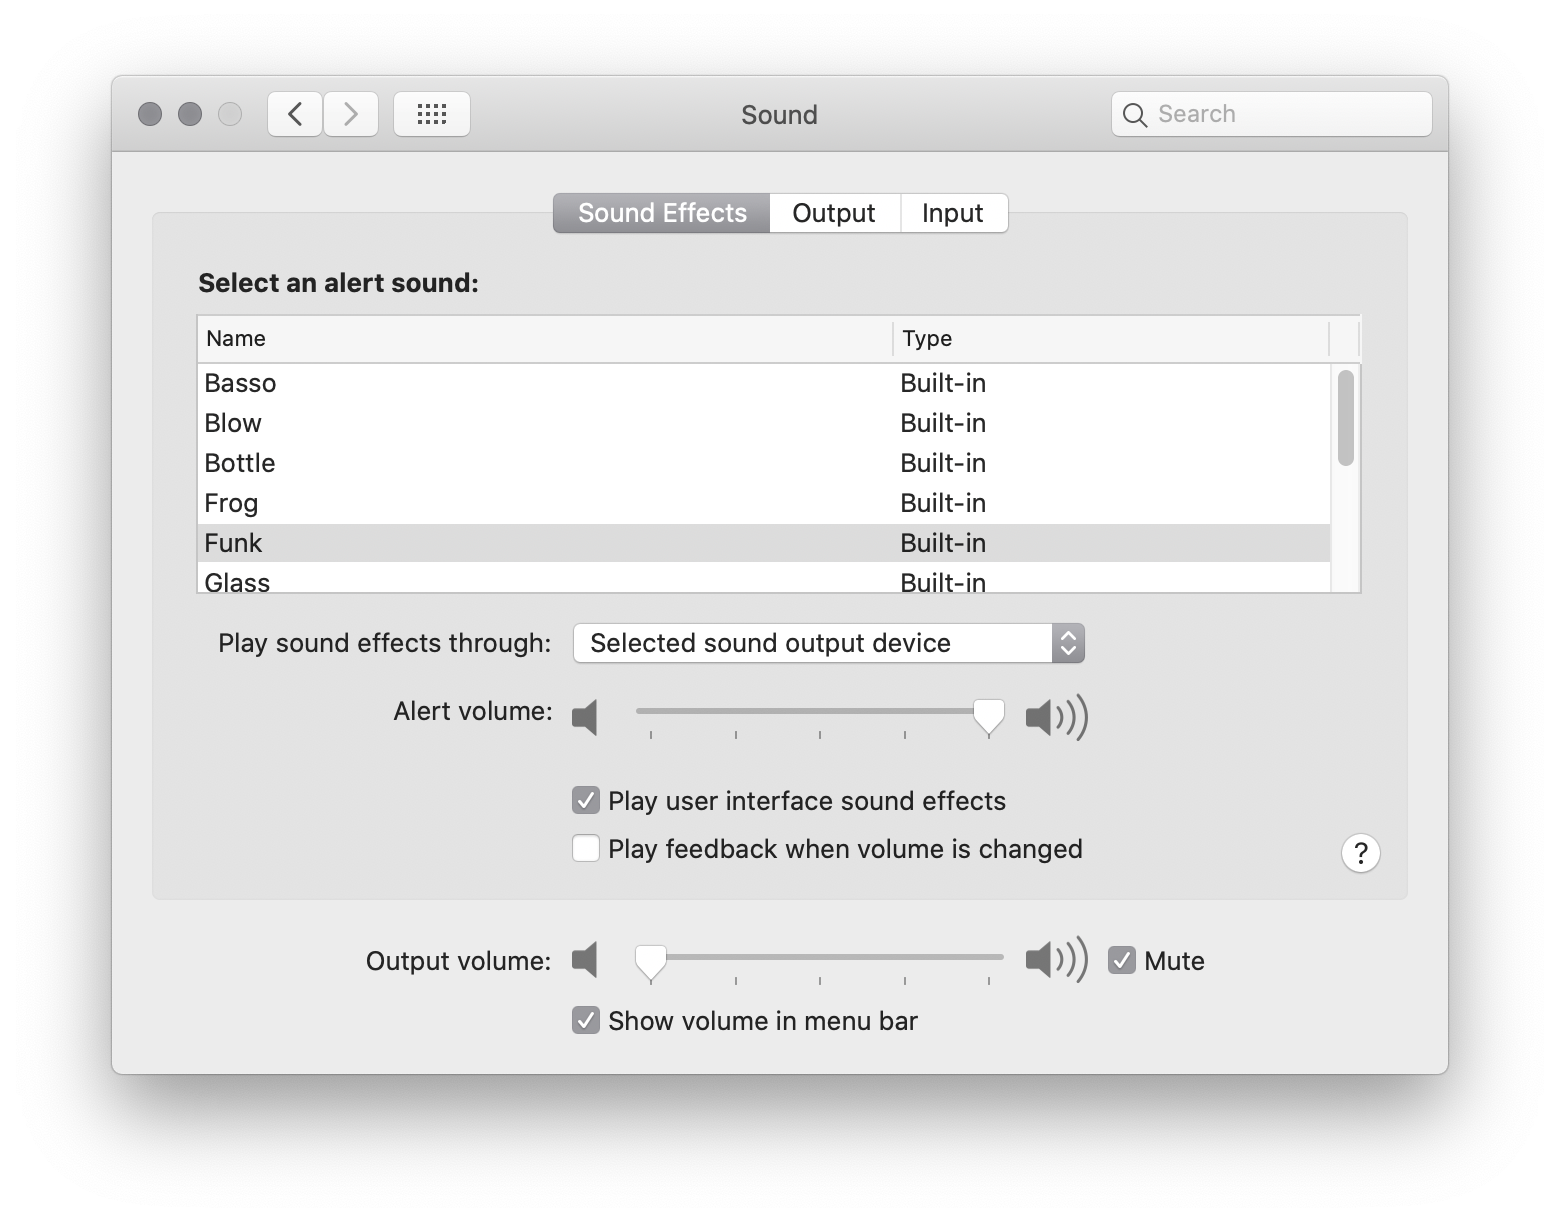 Sound
Search
Sound Effects Output Input
Select an alert sound:
Name Type
Basso Built-in
Blow Built-in
Bottle Built-in
Frog Built-in
Funk Built-in
Glass Built-in
Play sound effects through: Selected sound output device
Alert volume:
Play user interface sound effects
Play feedback when volume is changed
?
Output volume: Mute
Show volume in menu bar